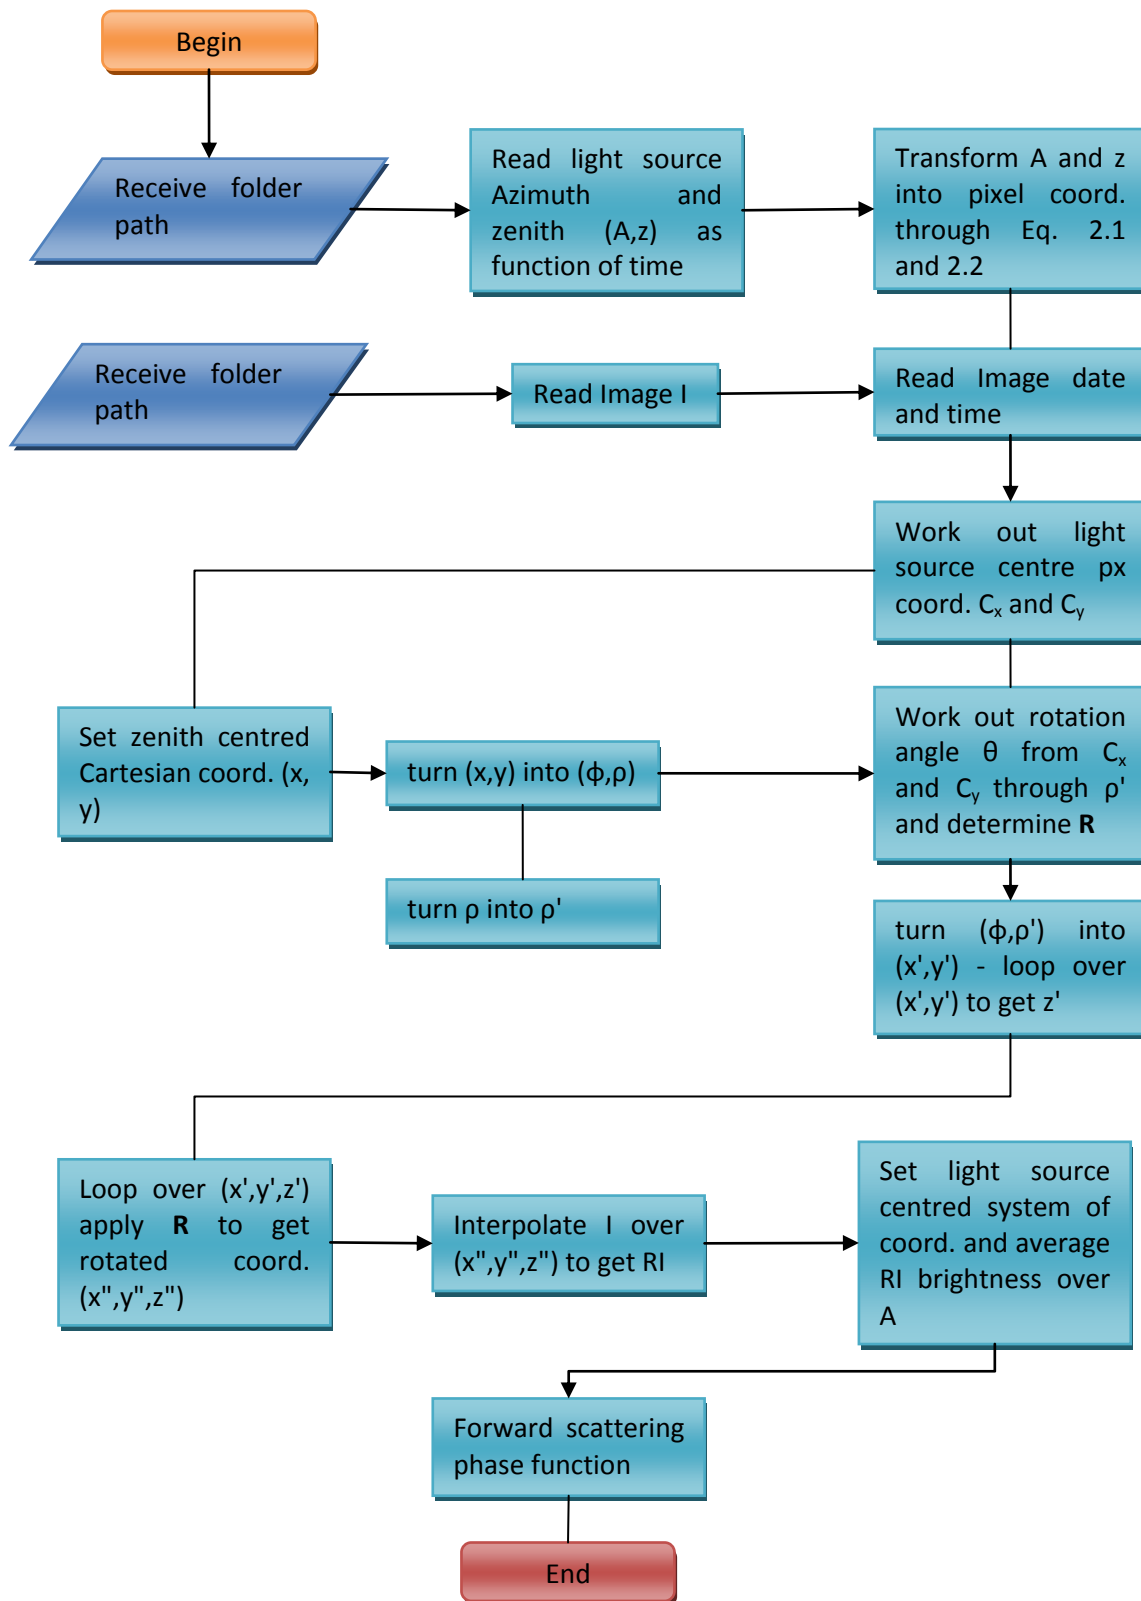 Begin
Receive folder
path
Read light source
Azimuth and
zenith (A,z) as
function of time
Transform A and z
into pixel coord.
through Eq. 2.1
and 2.2
Receive folder
path
Read Image I
Read Image date
and time
Work out light
source centre px
coord. Cx and Cy
Set zenith centred
Cartesian coord. (x,
y)
turn (x,y) into (ϕ,ρ)
Work out rotation
angle θ from Cx
and Cy through ρ'
and determine R
turn ρ into ρ'
turn (ϕ,ρ') into
(x',y') - loop over
(x',y') to get z'
Loop over (x',y',z')
apply R to get
rotated coord.
(x",y",z")
Interpolate I over
(x",y",z") to get RI
Set light source
centred system of
coord. and average
RI brightness over
A
Forward scattering
phase function
End